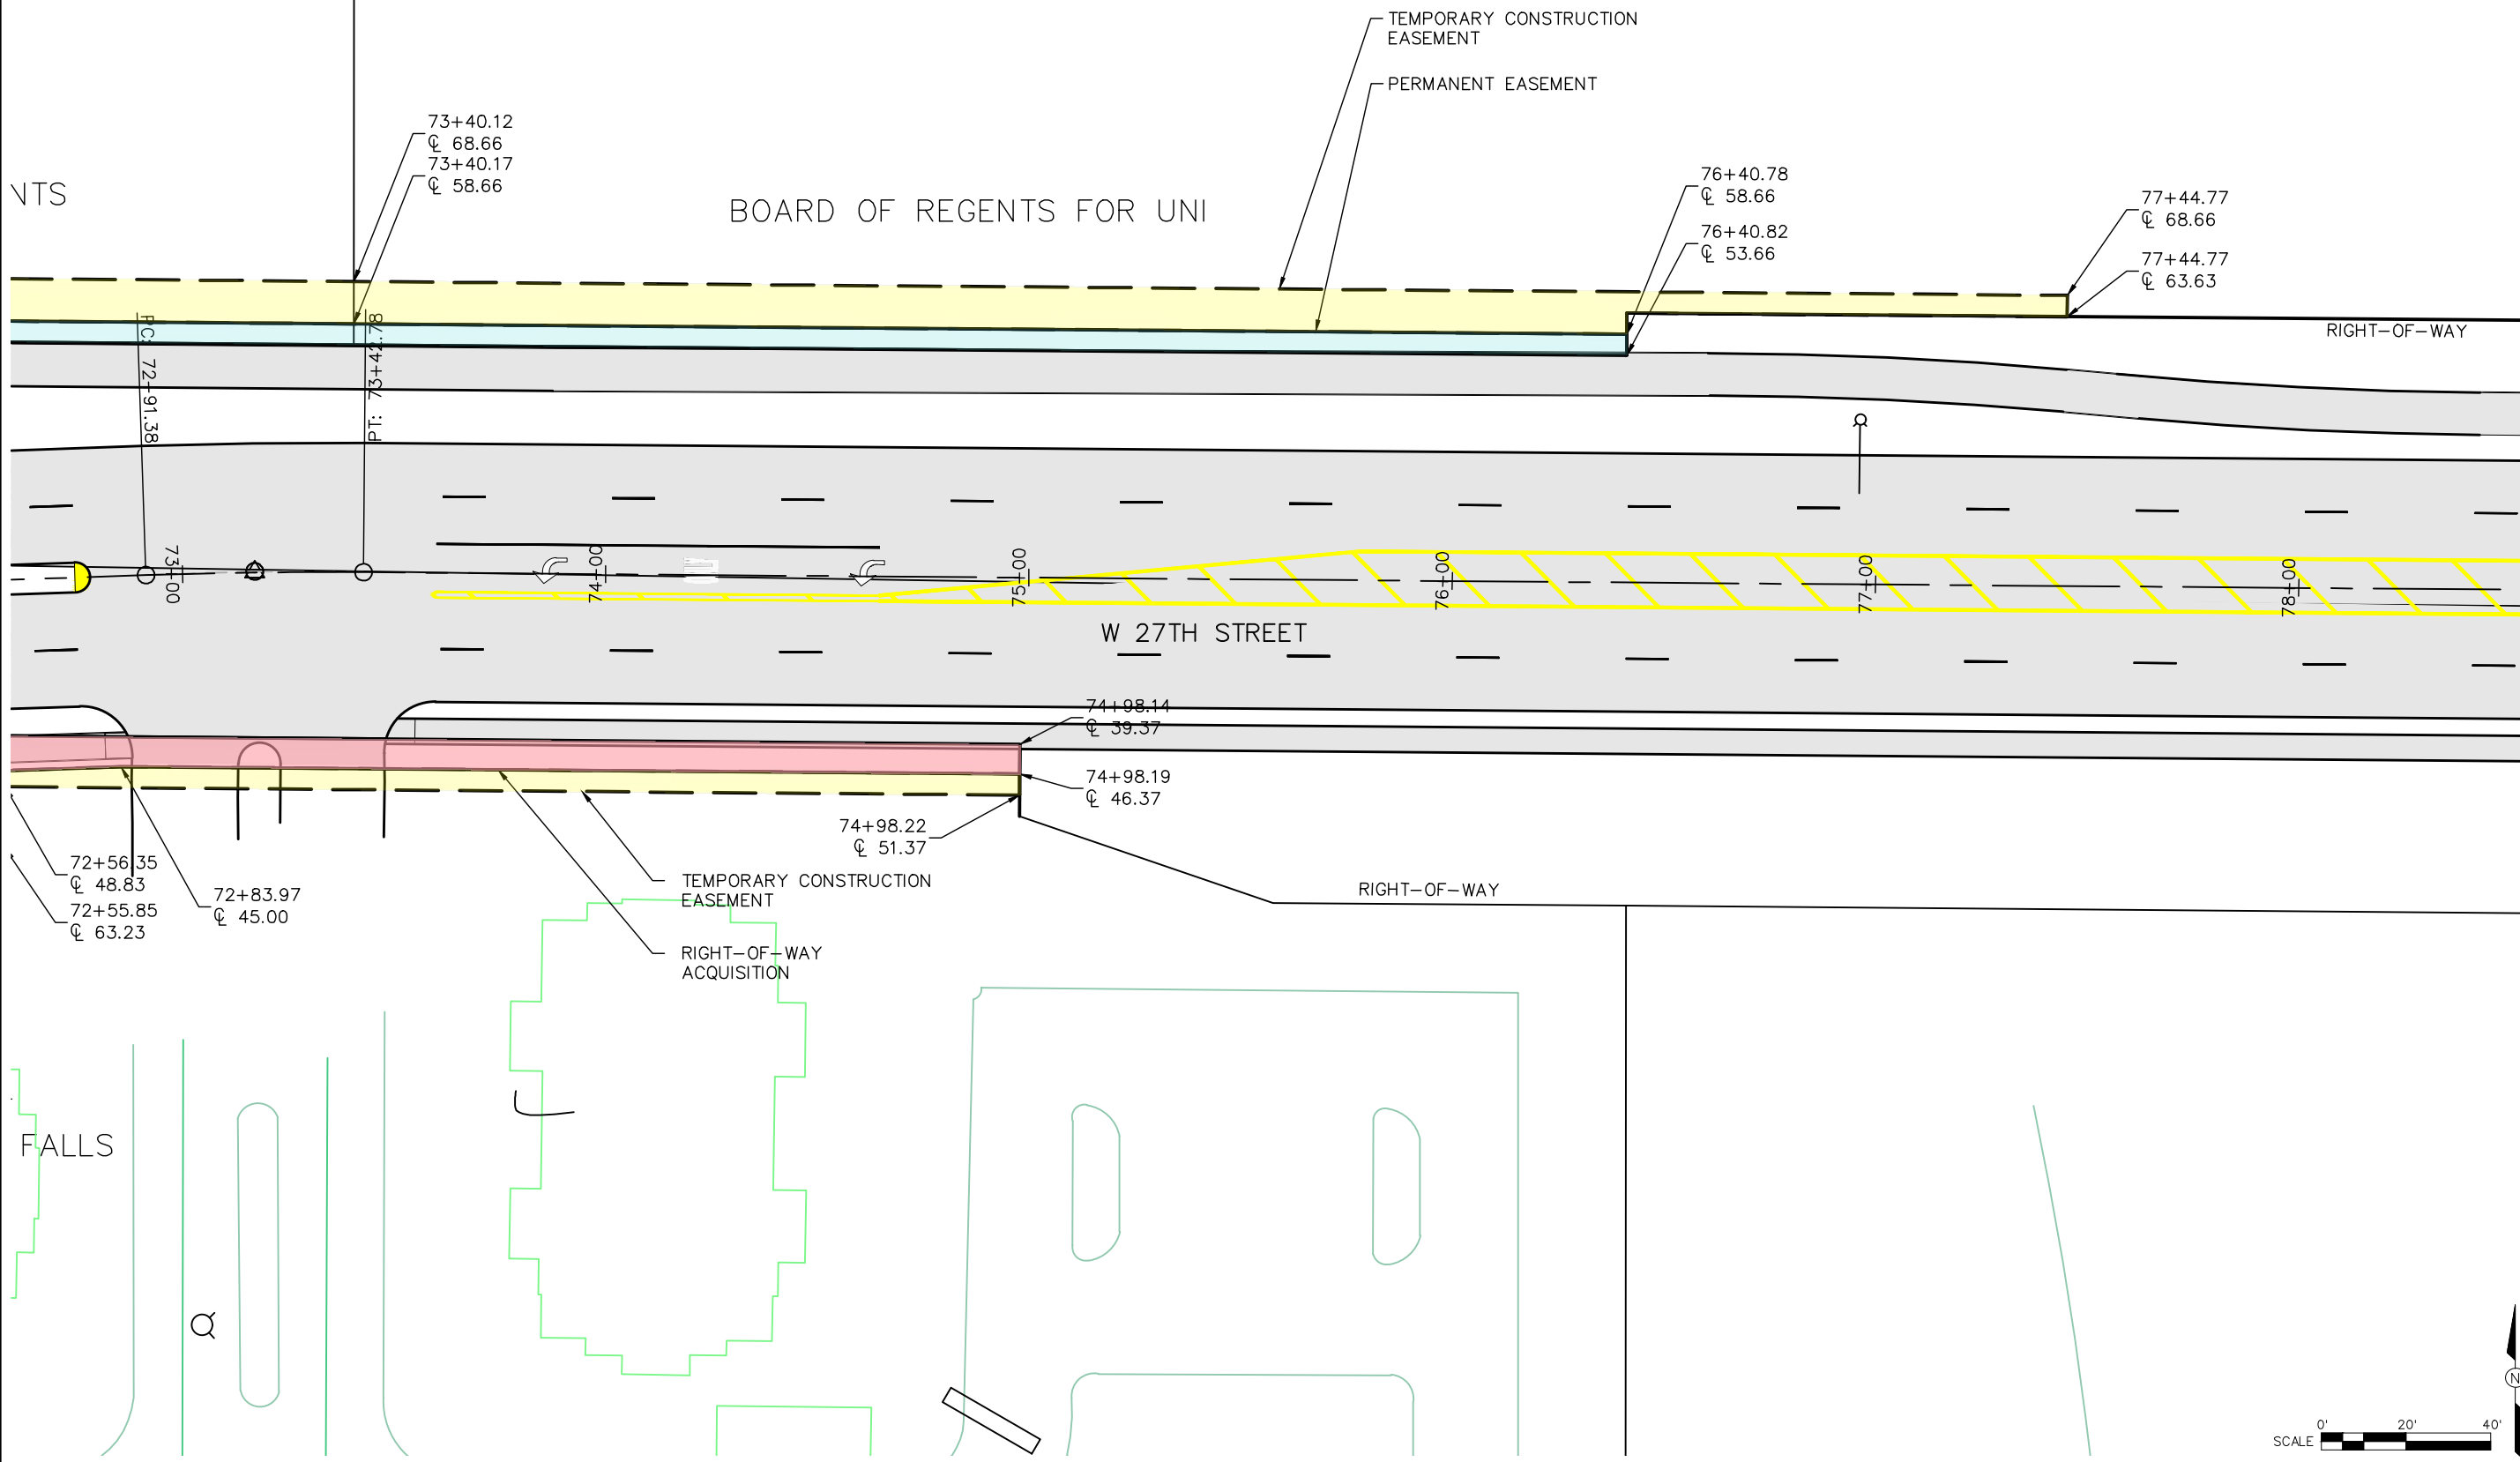 TEMPORARY CONSTRUCTION
EASEMENT
PERMANENT EASEMENT
73+40.12
℄ 68.66
73+40.17
℄ 58.66
76+40.78
℄ 58.66
76+40.82
℄ 53.66
77+44.77
℄ 68.66
77+44.77
℄ 63.63
NTS
BOARD OF REGENTS FOR UNI
RIGHT-OF-WAY
PC: 72+91.38
PT: 73+42.78
73+00
74+00
75+00
76+00
77+00
78+00
W 27TH STREET
74+98.14
℄ 39.37
74+98.19
℄ 46.37
74+98.22
℄ 51.37
72+56.35
℄ 48.83
72+55.85
℄ 63.23
72+83.97
℄ 45.00
TEMPORARY CONSTRUCTION
EASEMENT
RIGHT-OF-WAY
ACQUISITION
RIGHT-OF-WAY
FALLS
N
0' 20' 40'
SCALE